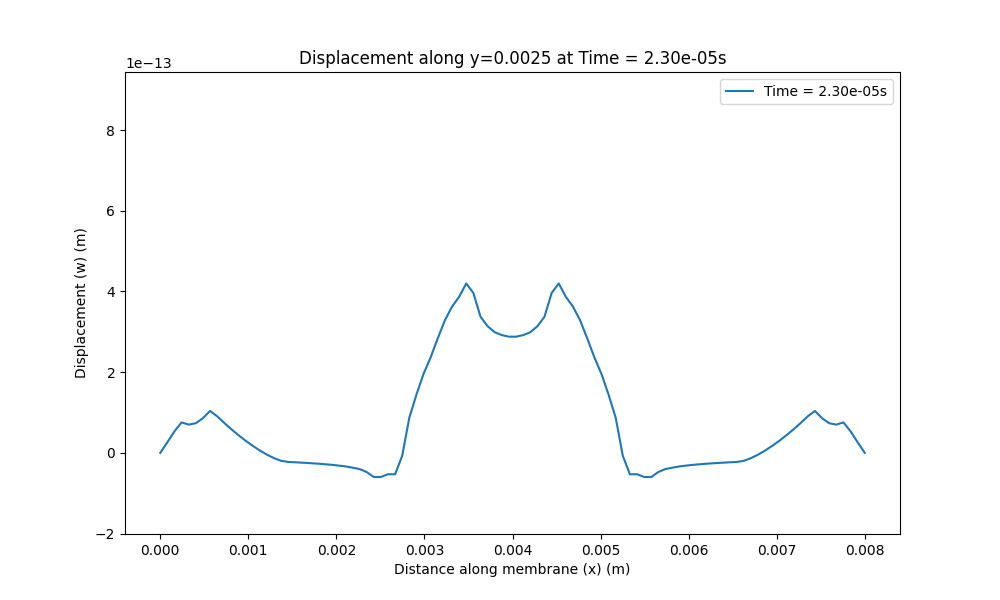 Displacement along y=0.0025 at Time = 2.30e-05s
1e−13
Time = 2.30e-05s
8
6
4
2
0
−2
Displacement (w) (m)
0.000 0.001 0.002 0.003 0.004 0.005 0.006 0.007 0.008
Distance along membrane (x) (m)